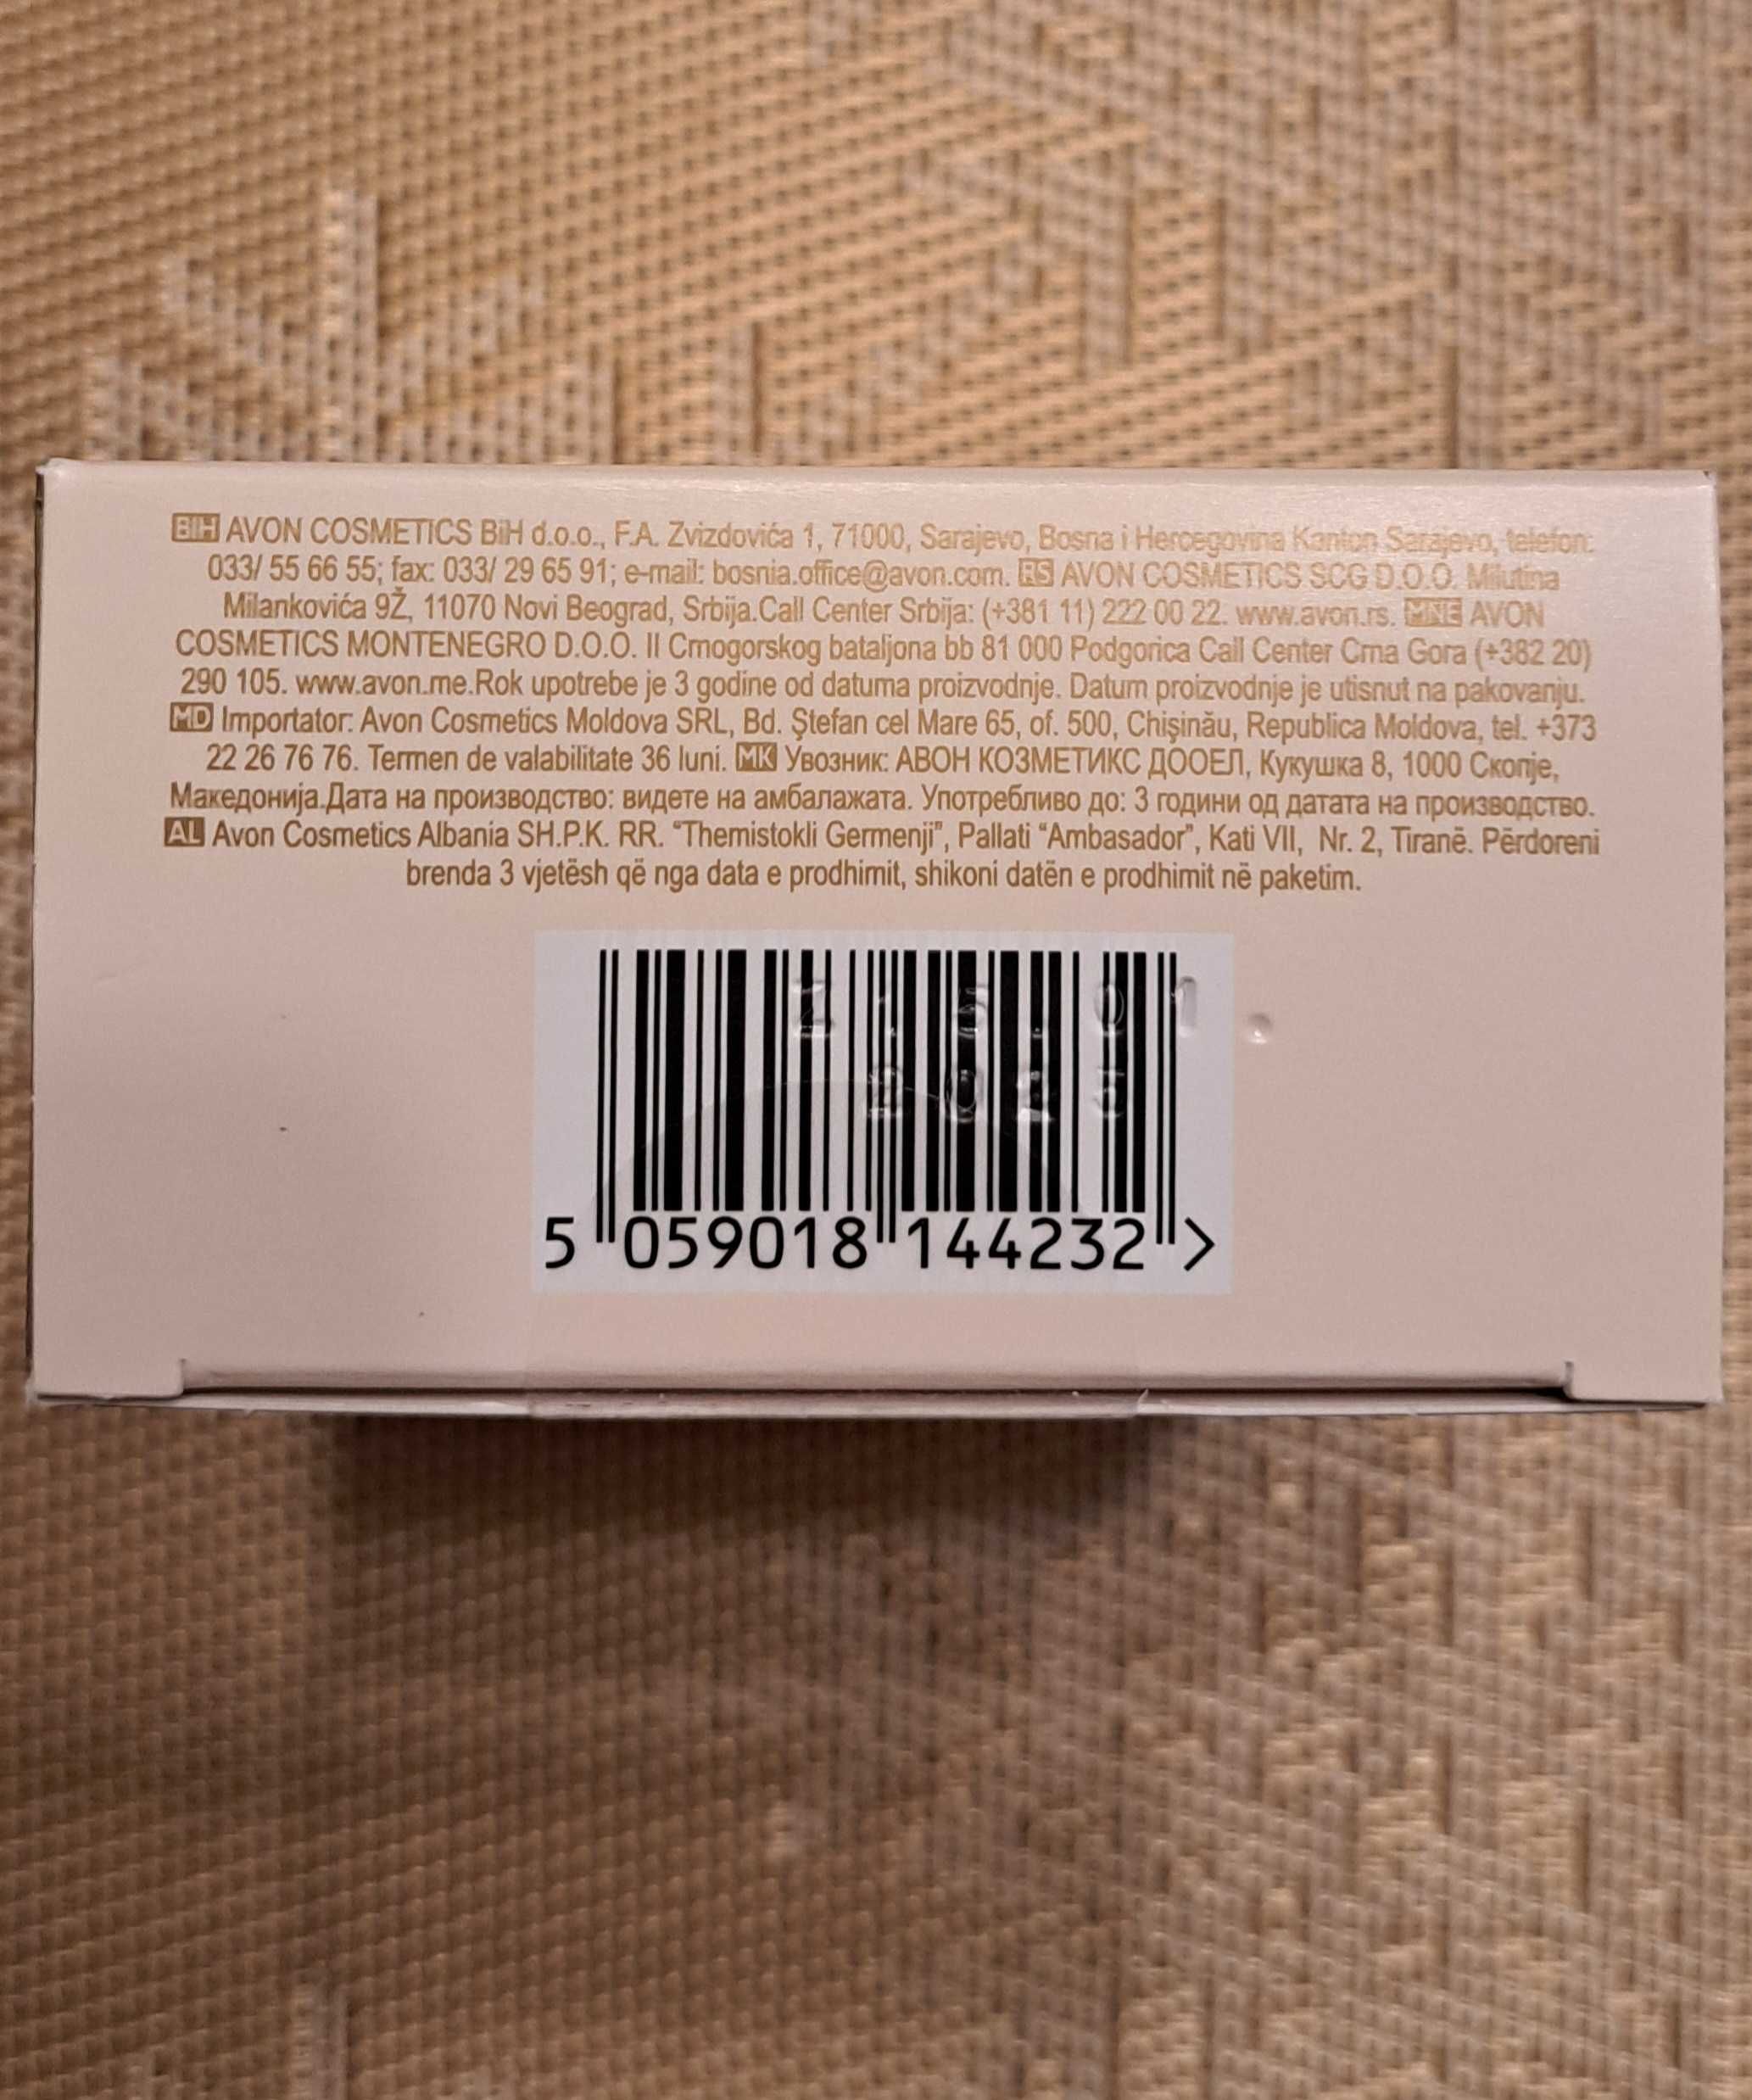 BIH AVON COSMETICS BiH d.o.o., F.A. Zvizdovića 1, 71000, Sarajevo, Bosna i Hercegovina Kanton Sarajevo, telefon:
033/ 55 66 55; fax: 033/ 29 65 91; e-mail: bosnia.office@avon.com. RS AVON COSMETICS SCG D.O.O. Milutina
Milankovića 9Ž, 11070 Novi Beograd, Srbija.Call Center Srbija: (+381 11) 222 00 22. www.avon.rs. MNE AVON
COSMETICS MONTENEGRO D.O.O. II Crnogorskog bataljona bb 81 000 Podgorica Call Center Crna Gora (+382 20)
290 105. www.avon.me.Rok upotrebe je 3 godine od datuma proizvodnje. Datum proizvodnje je utisnut na pakovanju.
MD Importator: Avon Cosmetics Moldova SRL, Bd. Ştefan cel Mare 65, of. 500, Chişinău, Republica Moldova, tel. +373
22 26 76 76. Termen de valabilitate 36 luni. MK Увозник: АВОН КОЗМЕТИКС ДООЕЛ, Кукушка 8, 1000 Скопје,
Македонија.Дата на производство: видете на амбалажата. Употребливо до: 3 години од датата на производство.
AL Avon Cosmetics Albania SH.P.K. RR. "Themistokli Germenji", Pallati "Ambasador", Kati VII, Nr. 2, Tiranë. Përdoreni
brenda 3 vjetësh që nga data e prodhimit, shikoni datën e prodhimit në paketim.
5 059018 144232 >